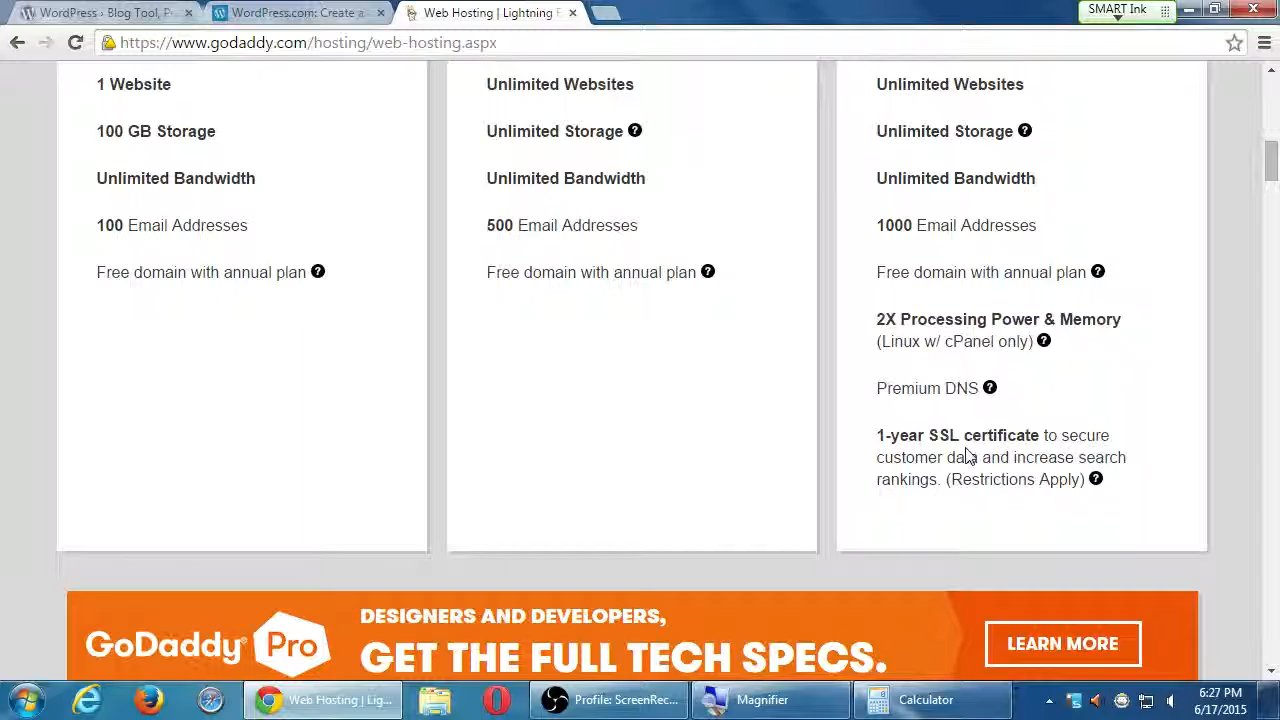 WordPress › Blog Tool, P
WordPress.com: Create a
Web Hosting | Lightning F
SMART Ink
https://www.godaddy.com/hosting/web-hosting.aspx
1 Website
100 GB Storage
Unlimited Bandwidth
100 Email Addresses
Free domain with annual plan ?
Unlimited Websites
Unlimited Storage ?
Unlimited Bandwidth
500 Email Addresses
Free domain with annual plan ?
Unlimited Websites
Unlimited Storage ?
Unlimited Bandwidth
1000 Email Addresses
Free domain with annual plan ?
2X Processing Power & Memory
(Linux w/ cPanel only) ?
Premium DNS ?
1-year SSL certificate to secure
customer data and increase search
rankings. (Restrictions Apply) ?
GoDaddy Pro
DESIGNERS AND DEVELOPERS,
GET THE FULL TECH SPECS.
LEARN MORE
Web Hosting | Lig...
Profile: ScreenRec...
Magnifier
Calculator
6:27 PM
6/17/2015